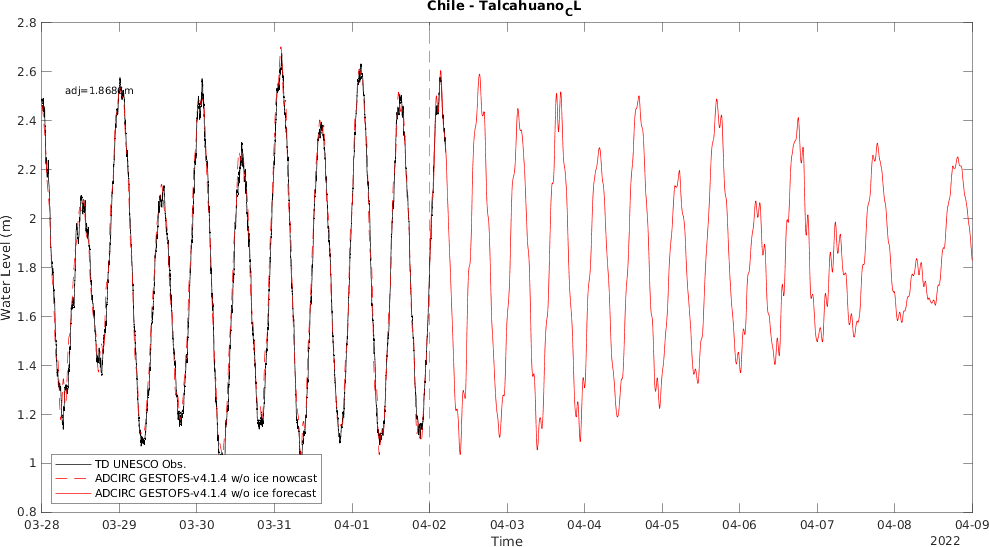 Chile - Talcahuano_CL
2.8
2.6
2.4
2.2
2
1.8
1.6
1.4
1.2
1
0.8
Water Level (m)
TD UNESCO Obs.
ADCIRC GESTOFS-v4.1.4 w/o ice nowcast
ADCIRC GESTOFS-v4.1.4 w/o ice forecast
03-28 03-29 03-30 03-31 04-01 04-02 04-03 04-04 04-05 04-06 04-07 04-08 04-09
Time
2022